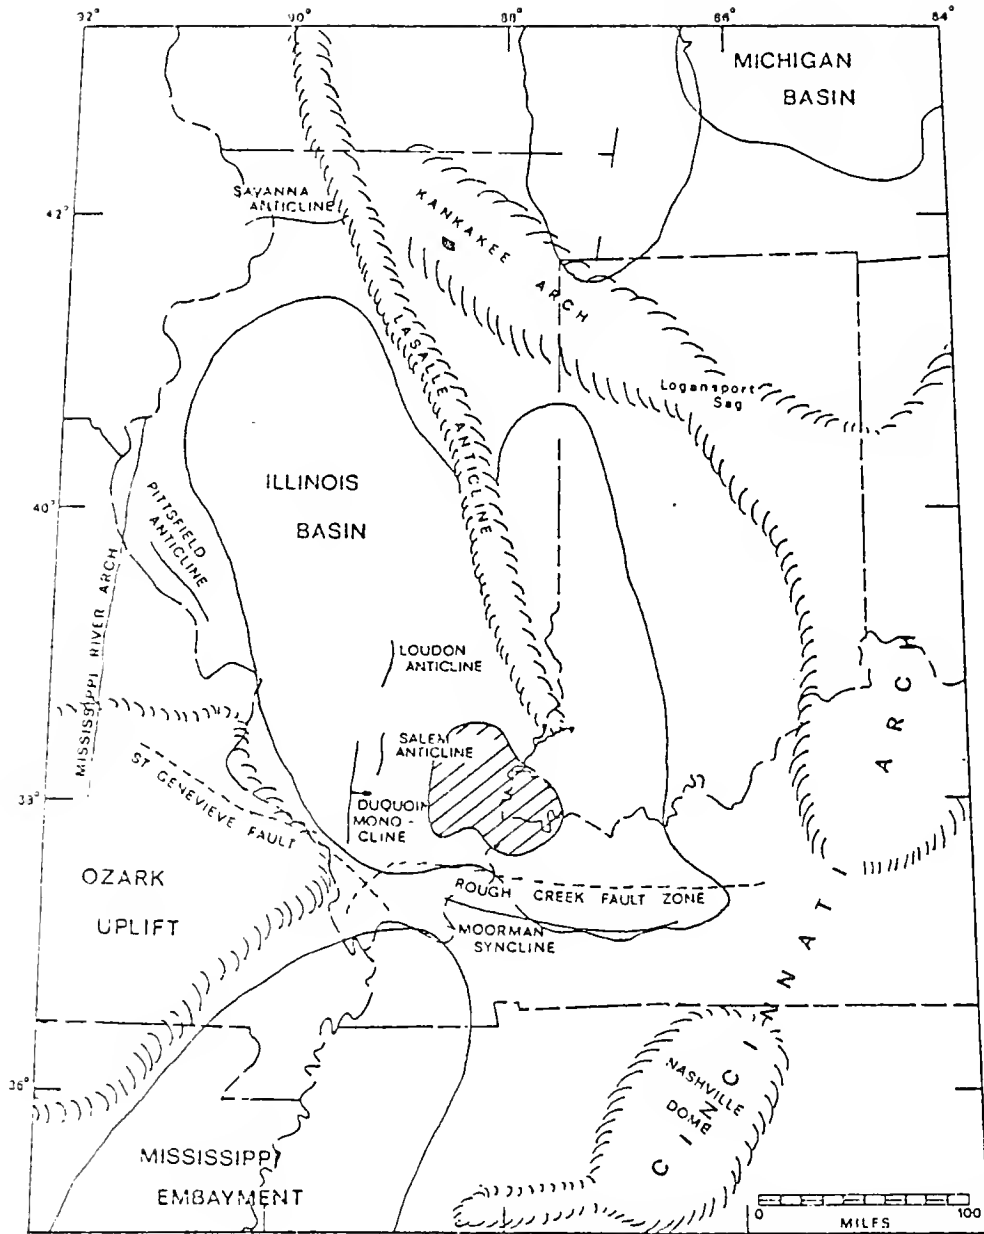 32°
90°
88°
86°
84°
MICHIGAN
BASIN
SAVANNA
ANTICLINE
42°
KANKAKEE ARCH
LASALLE ANTICLINE
Logansport
Sag
ILLINOIS
BASIN
40°
PITTSFIELD
ANTICLINE
MISSISSIPPI RIVER ARCH
LOUDON
ANTICLINE
SALEM
ANTICLINE
ST GENEVIEVE FAULT
38°
DUQUOIN
MONO-
CLINE
OZARK
UPLIFT
ROUGH CREEK FAULT ZONE
MOORMAN
SYNCLINE
CINCINNATI ARCH
36°
NASHVILLE
DOME
MISSISSIPPI
EMBAYMENT
0
100
MILES